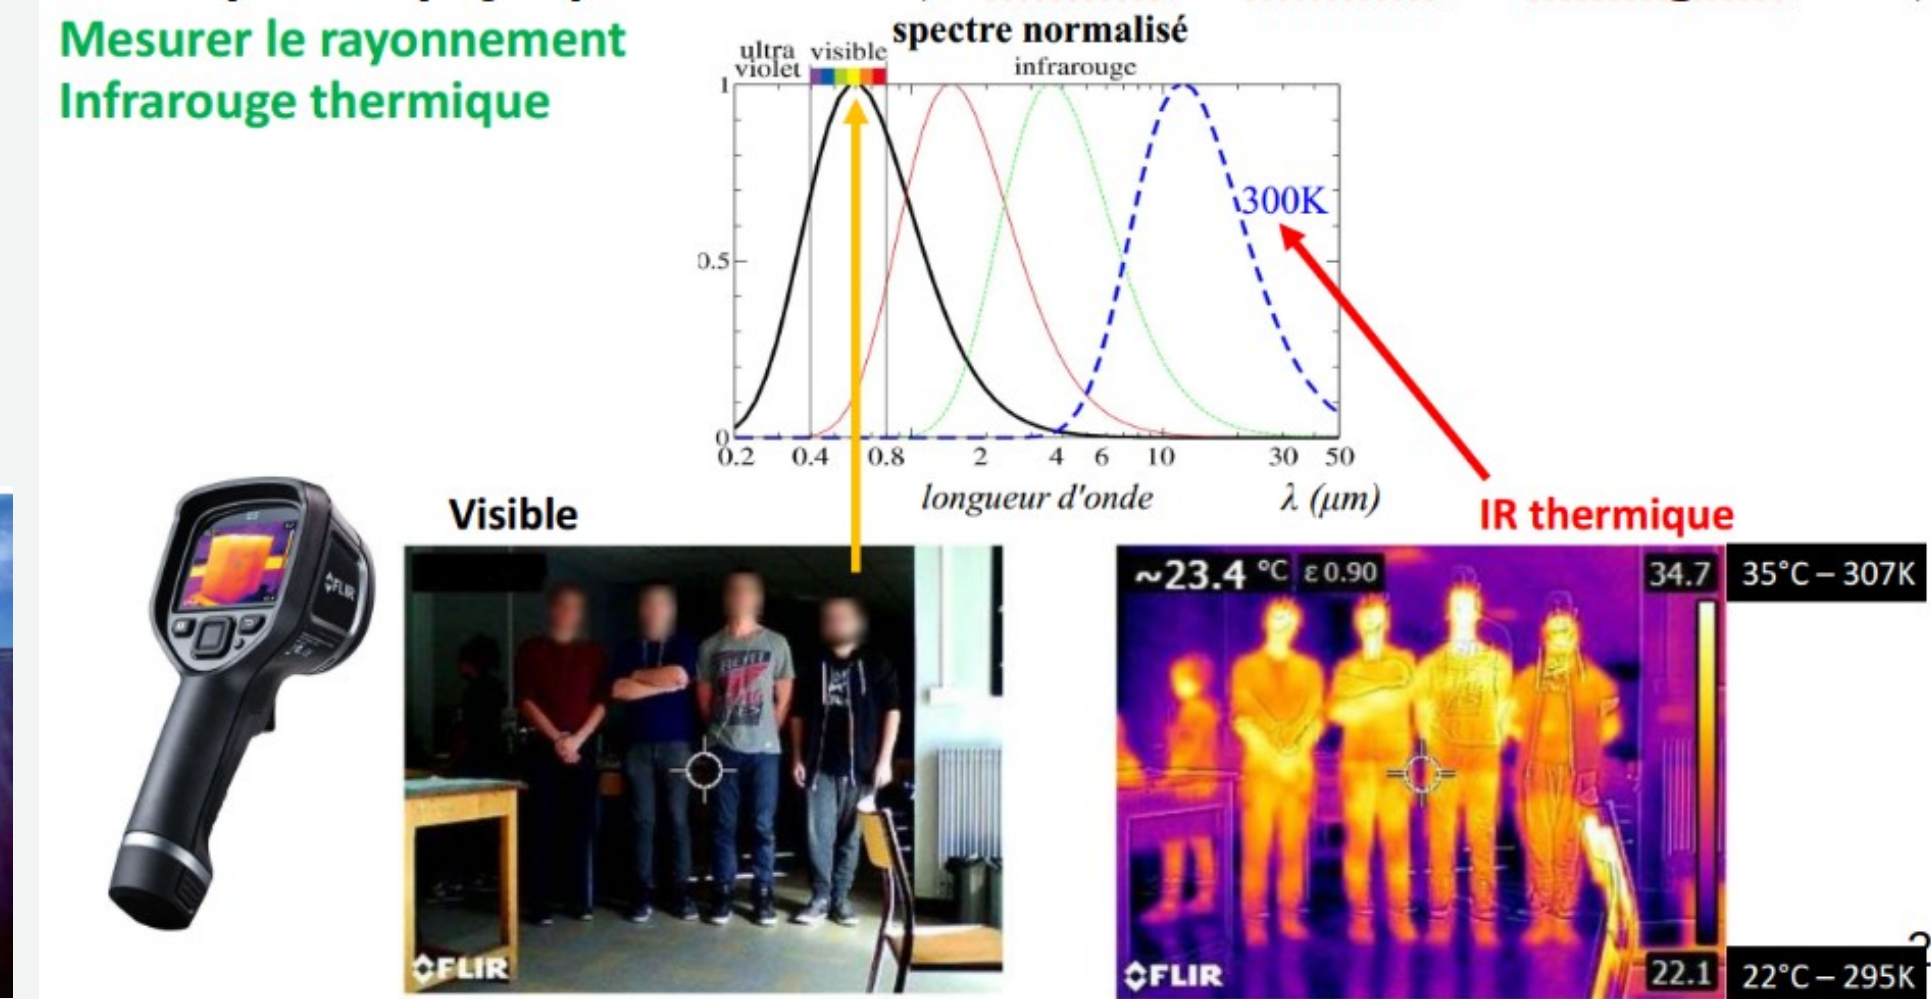 Mesurer le rayonnement
Infrarouge thermique
spectre normalisé
ultra
violet
visible
infrarouge
1
0.5
0
300K
0.2 0.4 0.8 2 4 6 10 30 50
longueur d'onde λ (μm)
Visible
IR thermique
FLIR
~23.4 °C ε0.90
34.7
35°C – 307K
FLIR
FLIR
22.1
22°C – 295K